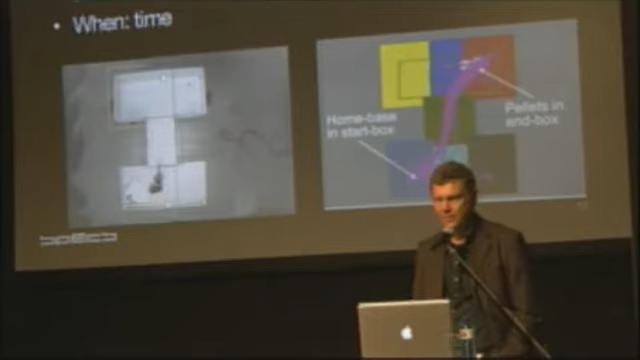 • When: time
Home-base
in start-box
Pellets in
end-box